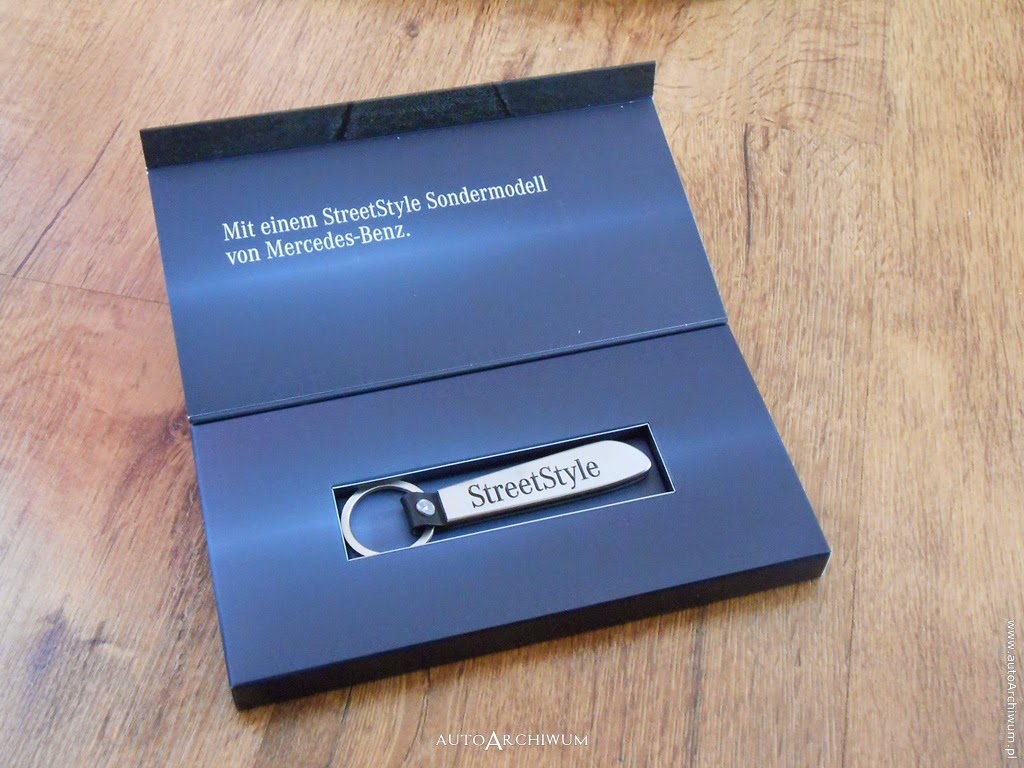 Mit einem StreetStyle Sondermodell
von Mercedes-Benz.
StreetStyle
www.autoArchiwum.pl
AUTOARCHIWUM